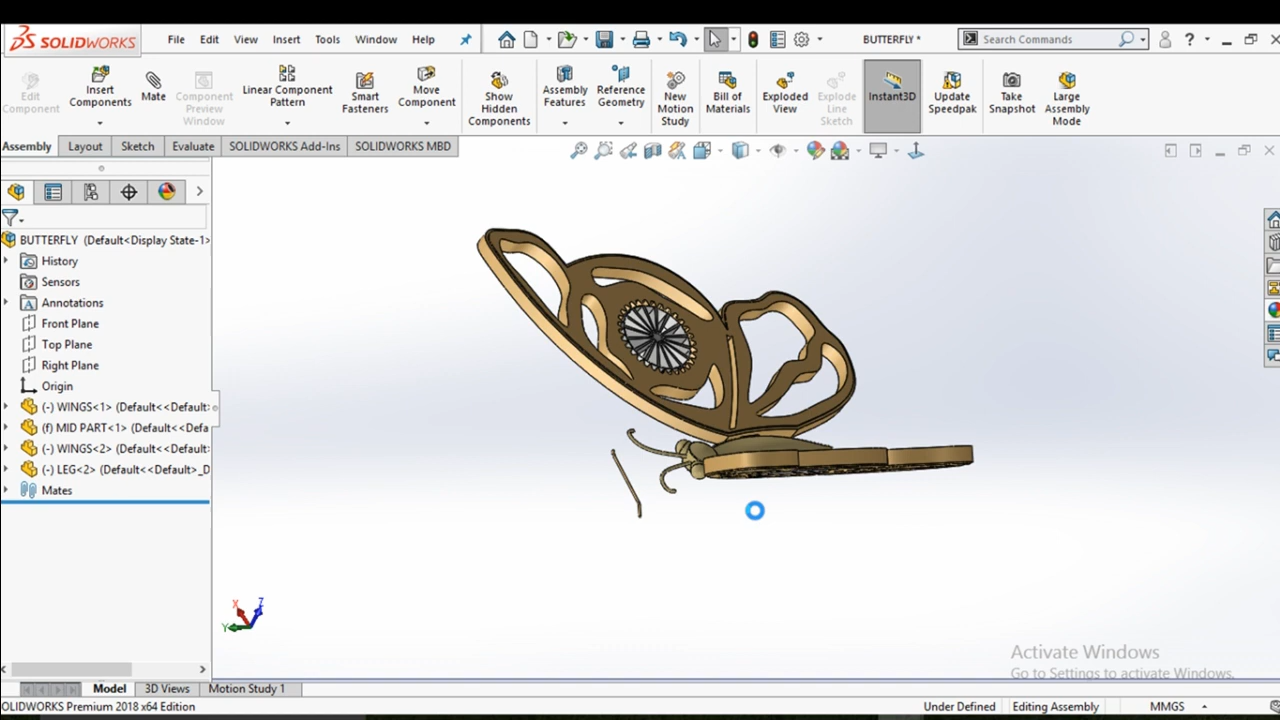 SOLIDWORKS File Edit View Insert Tools Window Help BUTTERFLY * Search Commands ?
Edit Component
Insert Components
Mate
Component Preview Window
Linear Component Pattern
Smart Fasteners
Move Component
Show Hidden Components
Assembly Features
Reference Geometry
New Motion Study
Bill of Materials
Exploded View
Explode Line Sketch
Instant3D
Update Speedpak
Take Snapshot
Large Assembly Mode
Assembly Layout Sketch Evaluate SOLIDWORKS Add-Ins SOLIDWORKS MBD
BUTTERFLY (Default<Display State-1>
History
Sensors
Annotations
Front Plane
Top Plane
Right Plane
Origin
(-) WINGS<1> (Default<<Default:
(f) MID PART<1> (Default<<Defa
(-) WINGS<2> (Default<<Default:
(-) LEG<2> (Default<<Default>_D
Mates
X Z
Y
Activate Windows
Go to Settings to activate Windows.
Model 3D Views Motion Study 1
OLIDWORKS Premium 2018 x64 Edition Under Defined Editing Assembly MMGS